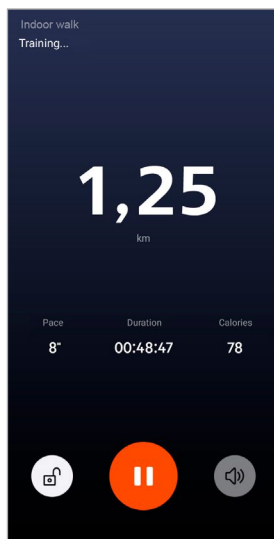 Indoor walk
Training...
1,25
km
Pace Duration Calories
8" 00:48:47 78